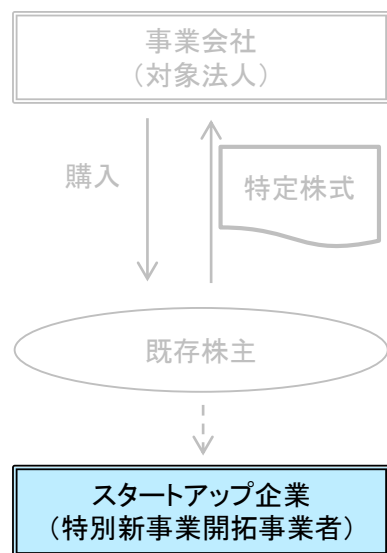 事業会社
（対象法人）
購入
特定株式
既存株主
スタートアップ企業
（特別新事業開拓事業者）